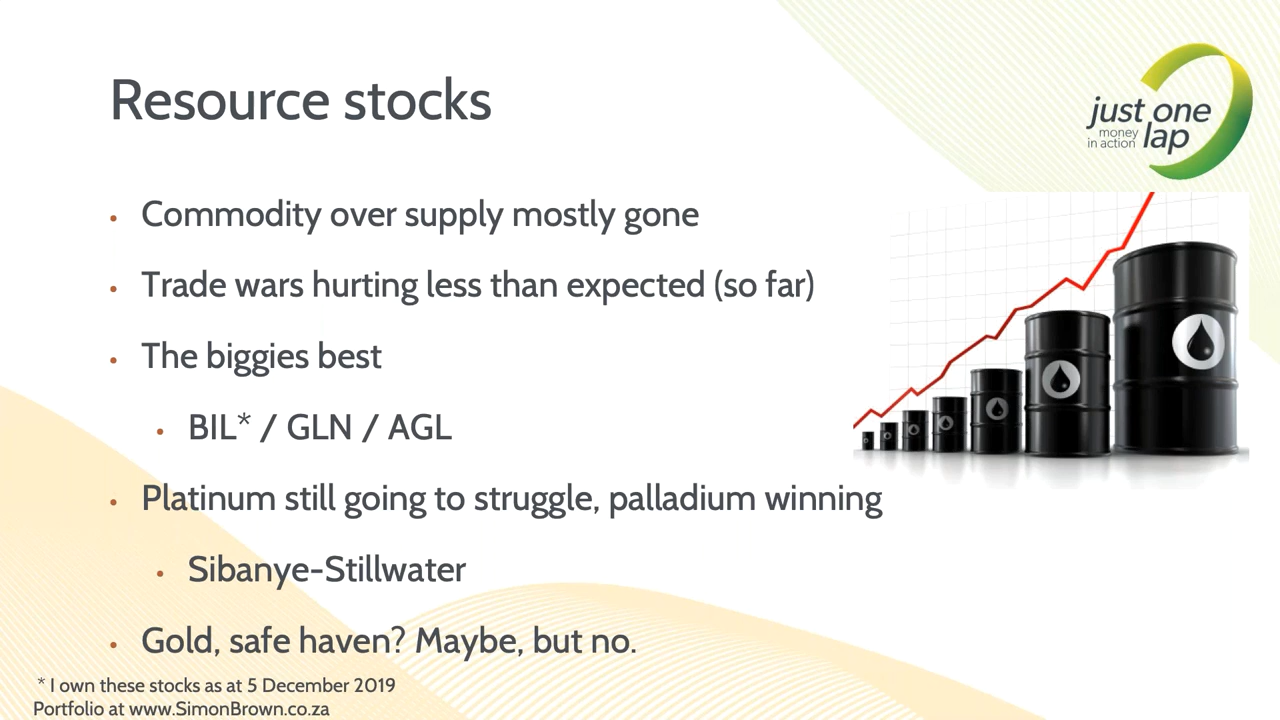 Resource stocks
just one
money
in action lap
• Commodity over supply mostly gone
• Trade wars hurting less than expected (so far)
• The biggies best
• BIL* / GLN / AGL
• Platinum still going to struggle, palladium winning
• Sibanye-Stillwater
• Gold, safe haven? Maybe, but no.
* I own these stocks as at 5 December 2019
Portfolio at www.SimonBrown.co.za